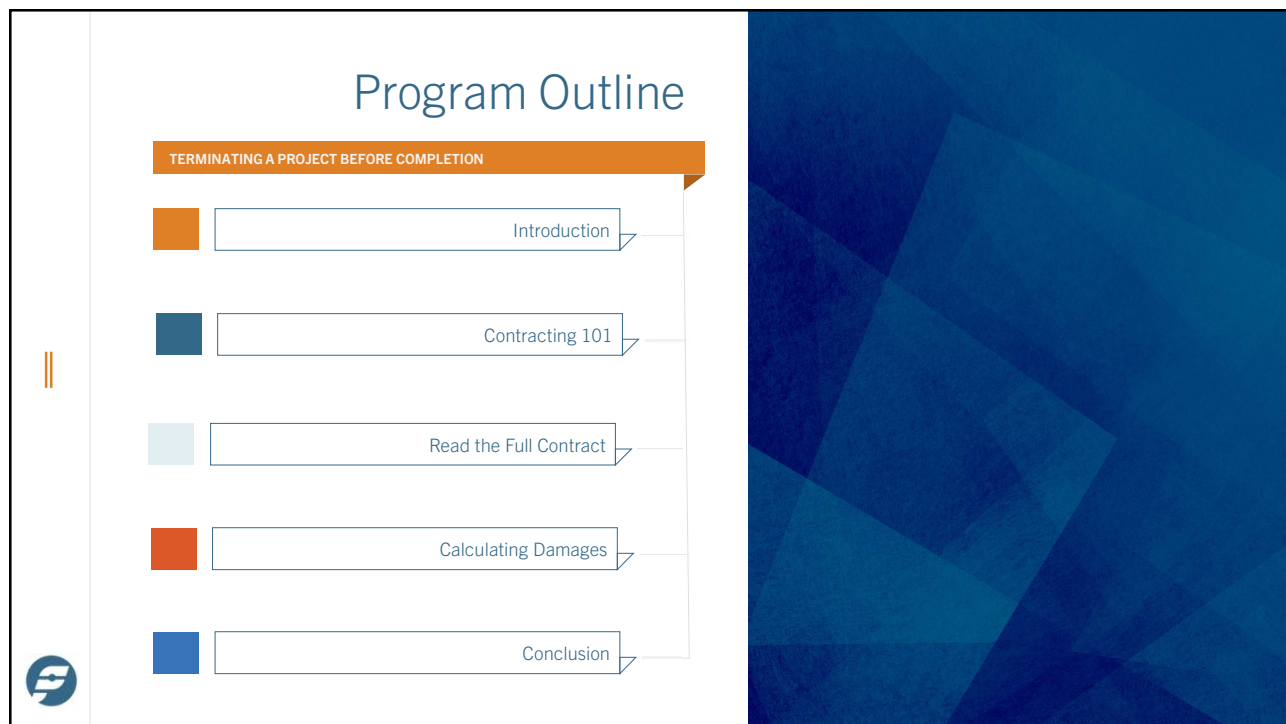 Program Outline
TERMINATING A PROJECT BEFORE COMPLETION
Introduction
Contracting 101
Read the Full Contract
Calculating Damages
Conclusion